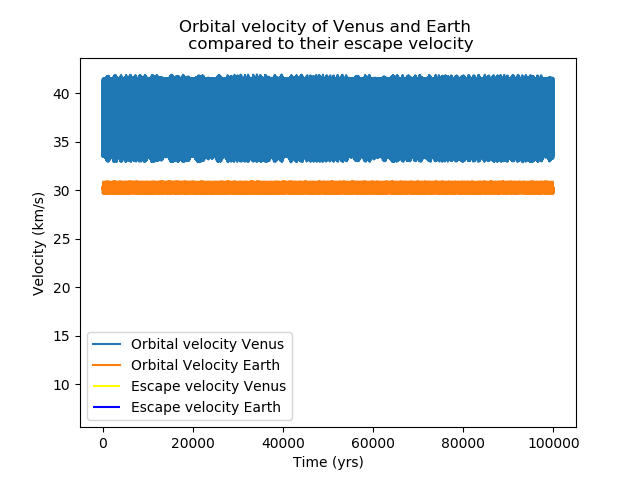 Orbital velocity of Venus and Earth
compared to their escape velocity
Velocity (km/s)
40
35
30
25
20
15
10
Orbital velocity Venus
Orbital Velocity Earth
Escape velocity Venus
Escape velocity Earth
0 20000 40000 60000 80000 100000
Time (yrs)